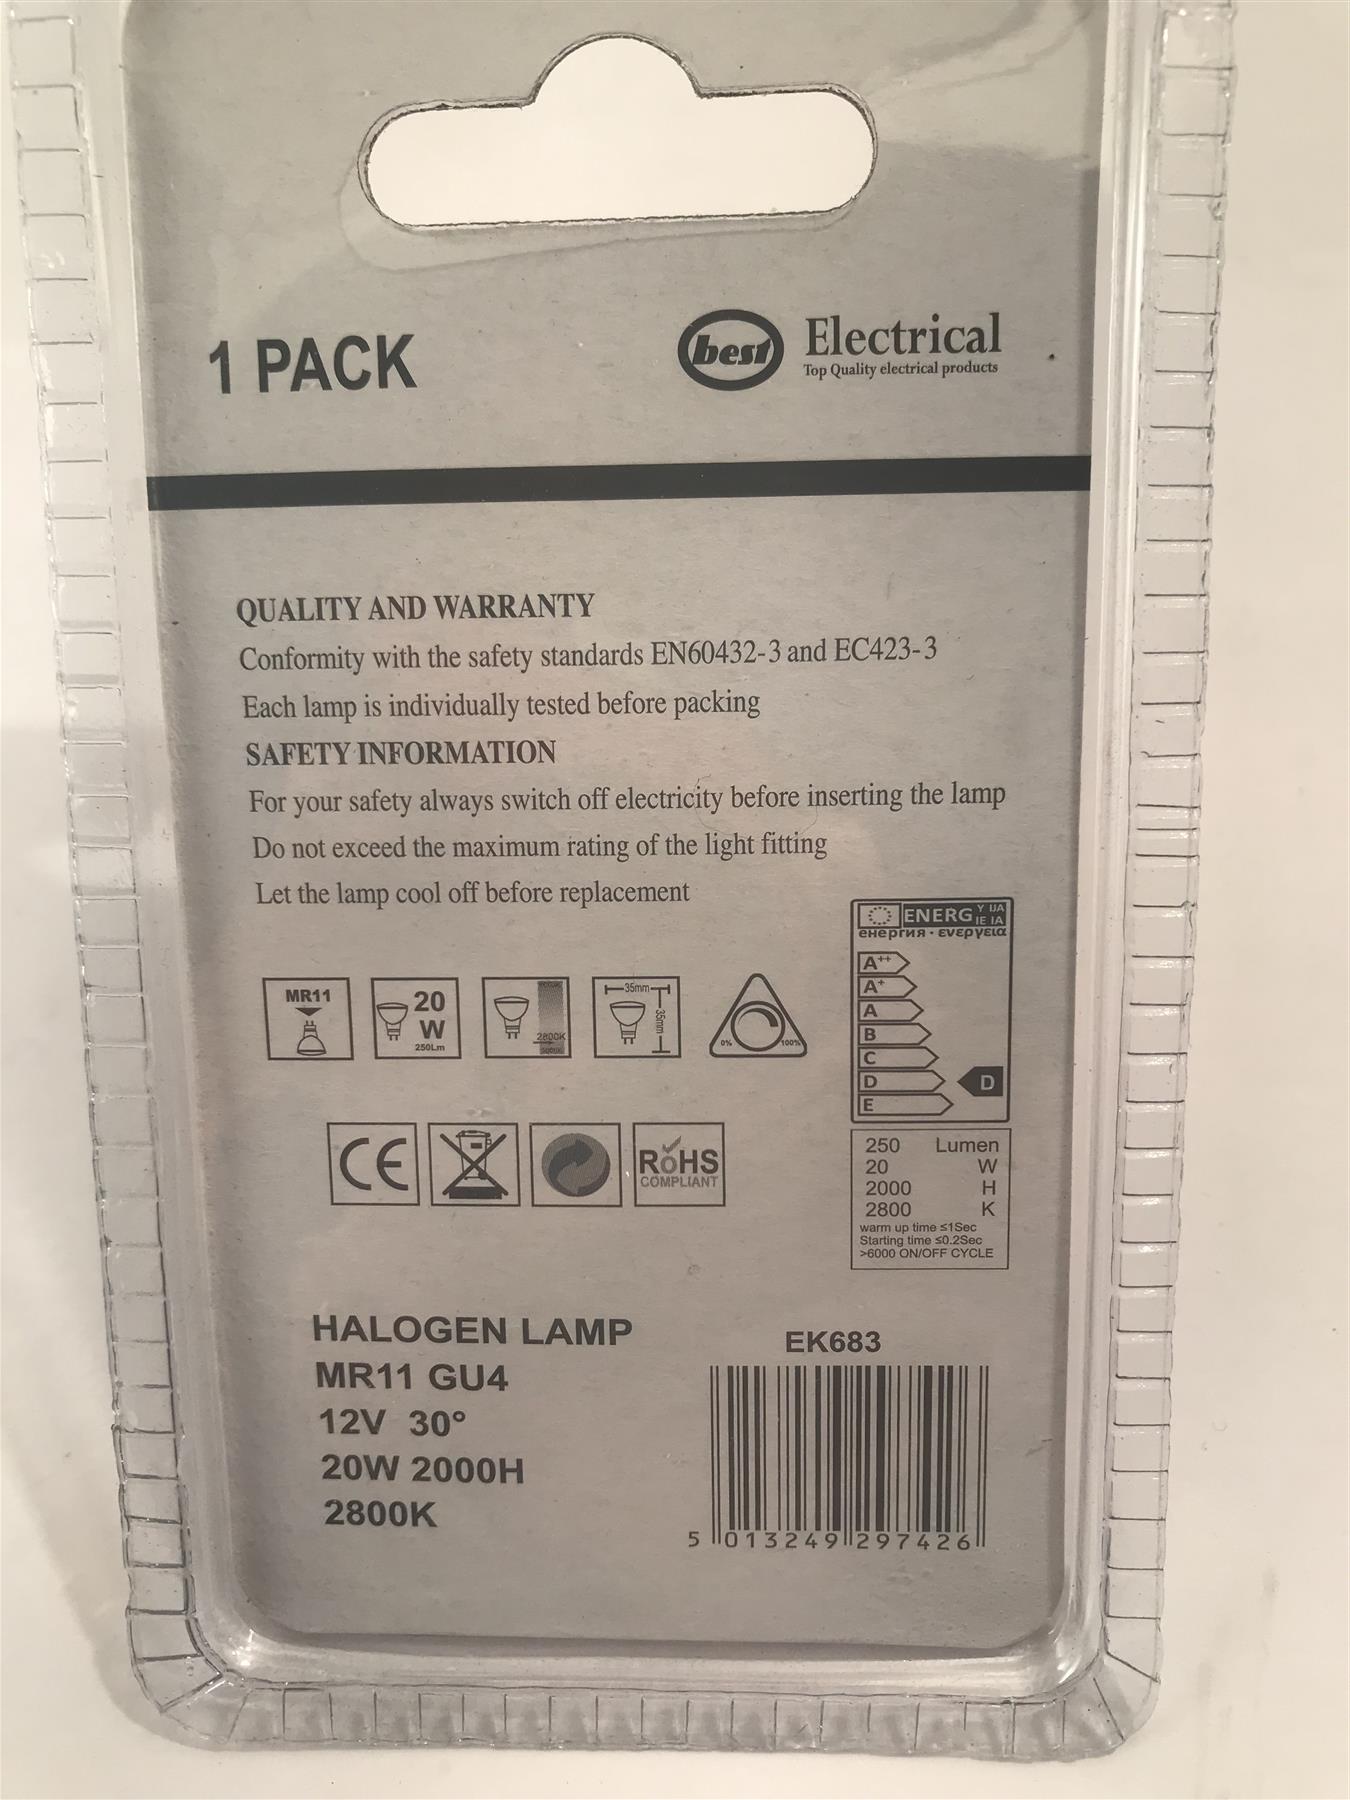 1 PACK
best Electrical
Top Quality electrical products
QUALITY AND WARRANTY
Conformity with the safety standards EN60432-3 and EC423-3
Each lamp is individually tested before packing
SAFETY INFORMATION
For your safety always switch off electricity before inserting the lamp
Do not exceed the maximum rating of the light fitting
Let the lamp cool off before replacement
ENERG Y IJA
IE IA
енергия · ενεργεια
A++
A+
A
B
C
D
E
D
MR11
20
W
250Lm
2800K
35mm
35mm
0% 100%
CE
RoHS
COMPLIANT
250 Lumen
20 W
2000 H
2800 K
warm up time ≤1Sec
Starting time ≤0.2Sec
>6000 ON/OFF CYCLE
HALOGEN LAMP
MR11 GU4
12V 30°
20W 2000H
2800K
EK683
5 013249 297426